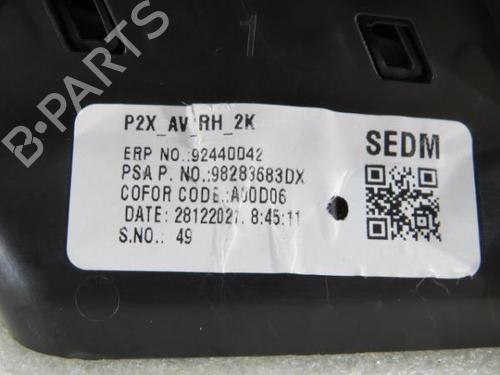 1
P2X_AV_RH_2K
SEDM
ERP NO.:92440042
PSA P. NO.:98283683DX
COFOR CODE.:A00D06
DATE: 28122021, 8:45:11
S.NO.: 49
B-PARTS